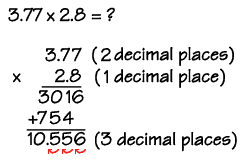 3.77 x 2.8 = ?
3.77 (2 decimal places)
x 2.8 (1 decimal place)
3016
+754
10.556 (3 decimal places)